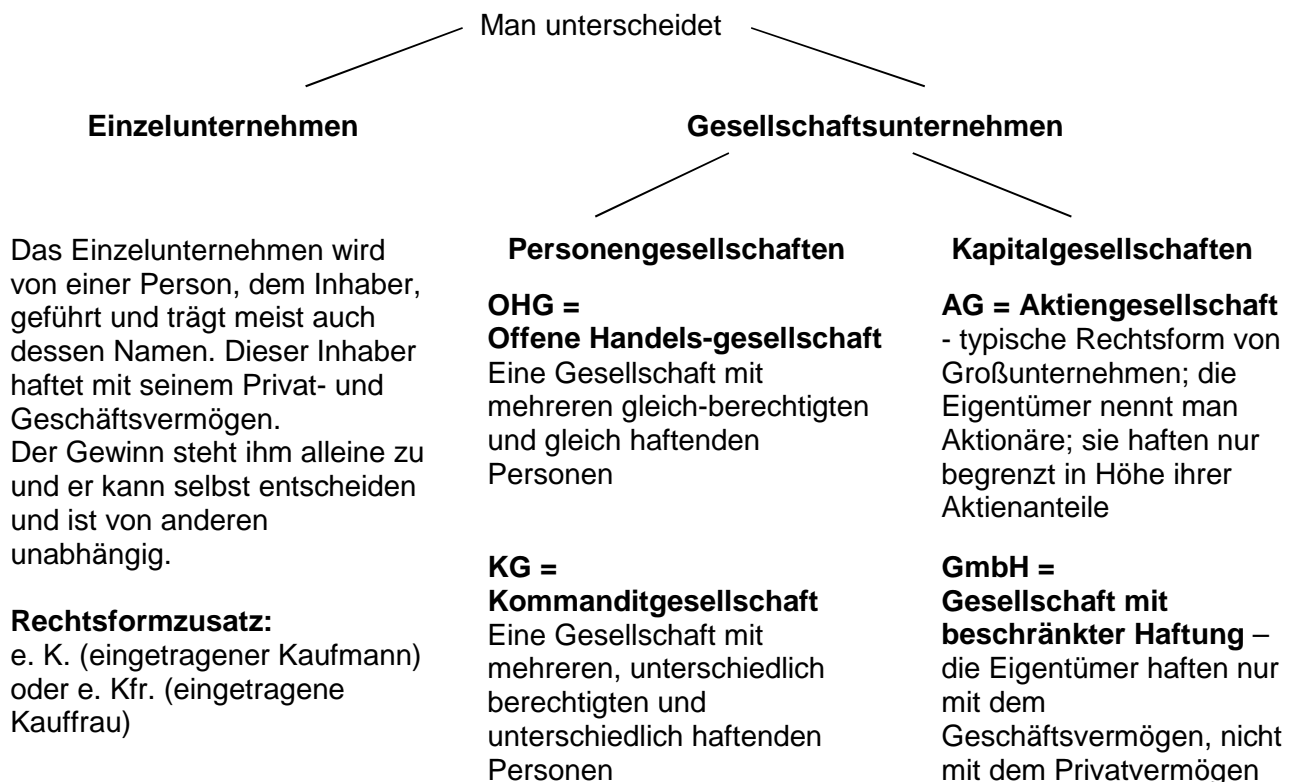 Man unterscheidet
Einzelunternehmen
Gesellschaftsunternehmen
Das Einzelunternehmen wird
von einer Person, dem Inhaber,
geführt und trägt meist auch
dessen Namen. Dieser Inhaber
haftet mit seinem Privat- und
Geschäftsvermögen.
Der Gewinn steht ihm alleine zu
und er kann selbst entscheiden
und ist von anderen
unabhängig.
Rechtsformzusatz:
e. K. (eingetragener Kaufmann)
oder e. Kfr. (eingetragene
Kauffrau)
Personengesellschaften
OHG =
Offene Handels-gesellschaft
Eine Gesellschaft mit
mehreren gleich-berechtigten
und gleich haftenden
Personen
KG =
Kommanditgesellschaft
Eine Gesellschaft mit
mehreren, unterschiedlich
berechtigten und
unterschiedlich haftenden
Personen
Kapitalgesellschaften
AG = Aktiengesellschaft
- typische Rechtsform von
Großunternehmen; die
Eigentümer nennt man
Aktionäre; sie haften nur
begrenzt in Höhe ihrer
Aktienanteile
GmbH =
Gesellschaft mit
beschränkter Haftung –
die Eigentümer haften nur
mit dem
Geschäftsvermögen, nicht
mit dem Privatvermögen